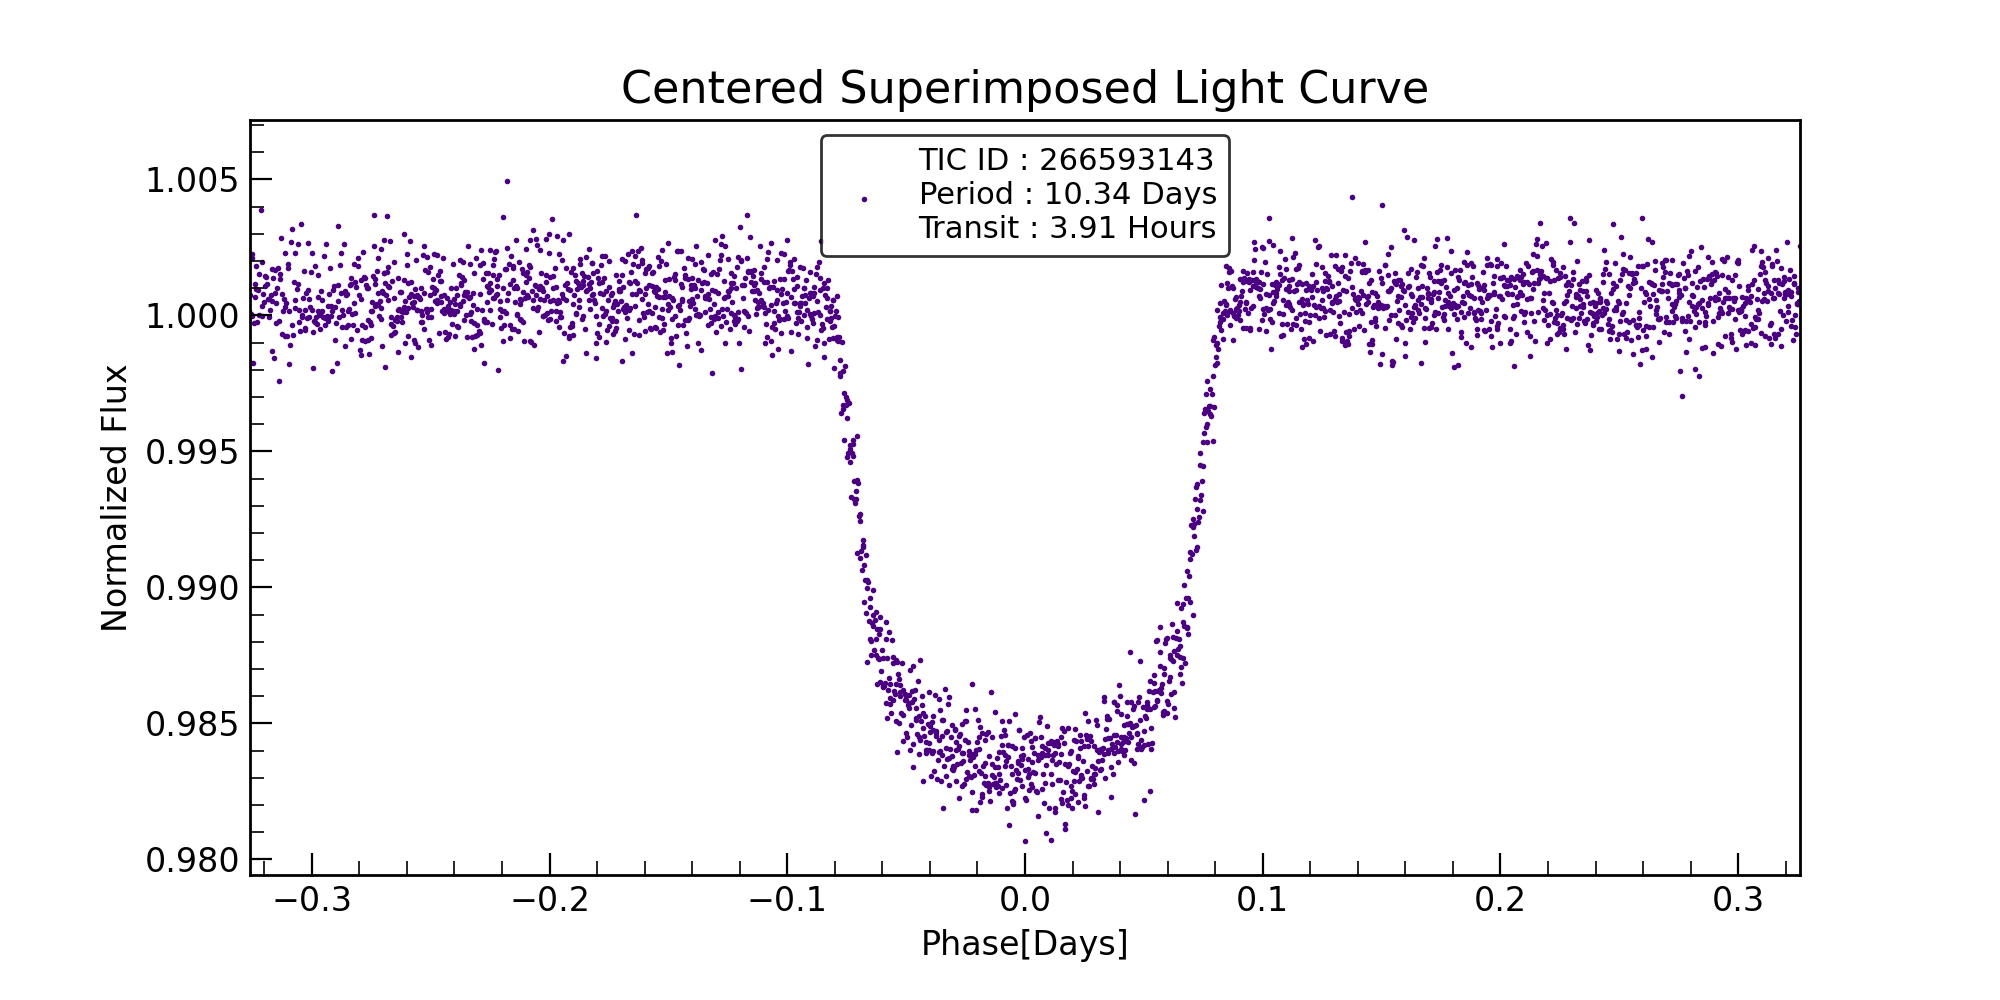 Centered Superimposed Light Curve
TIC ID : 266593143
Period : 10.34 Days
Transit : 3.91 Hours
1.005
1.000
0.995
0.990
0.985
0.980
Normalized Flux
−0.3 −0.2 −0.1 0.0 0.1 0.2 0.3
Phase[Days]